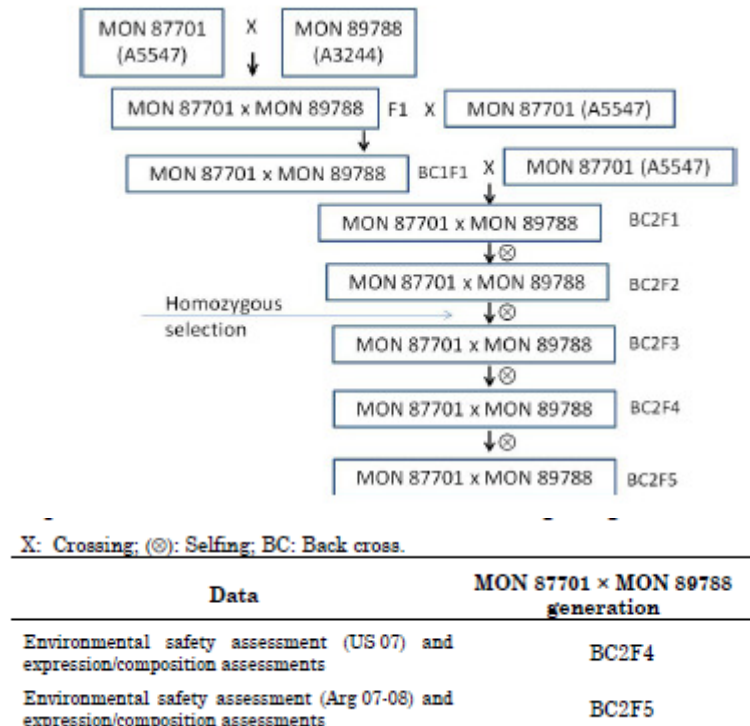 MON 87701 X MON 89788
(A5547) (A3244)
MON 87701 x MON 89788 F1 X MON 87701 (A5547)
MON 87701 x MON 89788 BC1F1 X MON 87701 (A5547)
MON 87701 x MON 89788 BC2F1
⊗
MON 87701 x MON 89788 BC2F2
Homozygous
selection
⊗
MON 87701 x MON 89788 BC2F3
⊗
MON 87701 x MON 89788 BC2F4
⊗
MON 87701 x MON 89788 BC2F5
X: Crossing; (⊗): Selfing; BC: Back cross.
Data
MON 87701 × MON 89788
generation
Environmental safety assessment (US 07) and
expression/composition assessments
BC2F4
Environmental safety assessment (Arg 07-08) and
expression/composition assessments
BC2F5